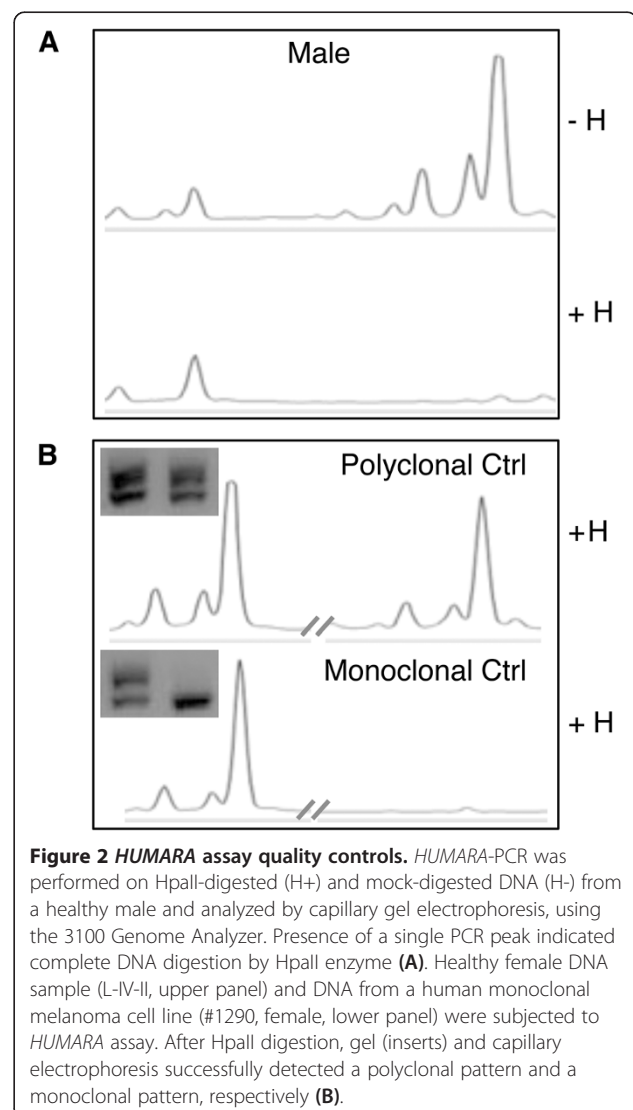 A
Male
- H
+ H
B
Polyclonal Ctrl
+H
Monoclonal Ctrl
+ H
Figure 2 HUMARA assay quality controls. HUMARA-PCR was
performed on HpaII-digested (H+) and mock-digested DNA (H-) from
a healthy male and analyzed by capillary gel electrophoresis, using
the 3100 Genome Analyzer. Presence of a single PCR peak indicated
complete DNA digestion by HpaII enzyme (A). Healthy female DNA
sample (L-IV-II, upper panel) and DNA from a human monoclonal
melanoma cell line (#1290, female, lower panel) were subjected to
HUMARA assay. After HpaII digestion, gel (inserts) and capillary
electrophoresis successfully detected a polyclonal pattern and a
monoclonal pattern, respectively (B).